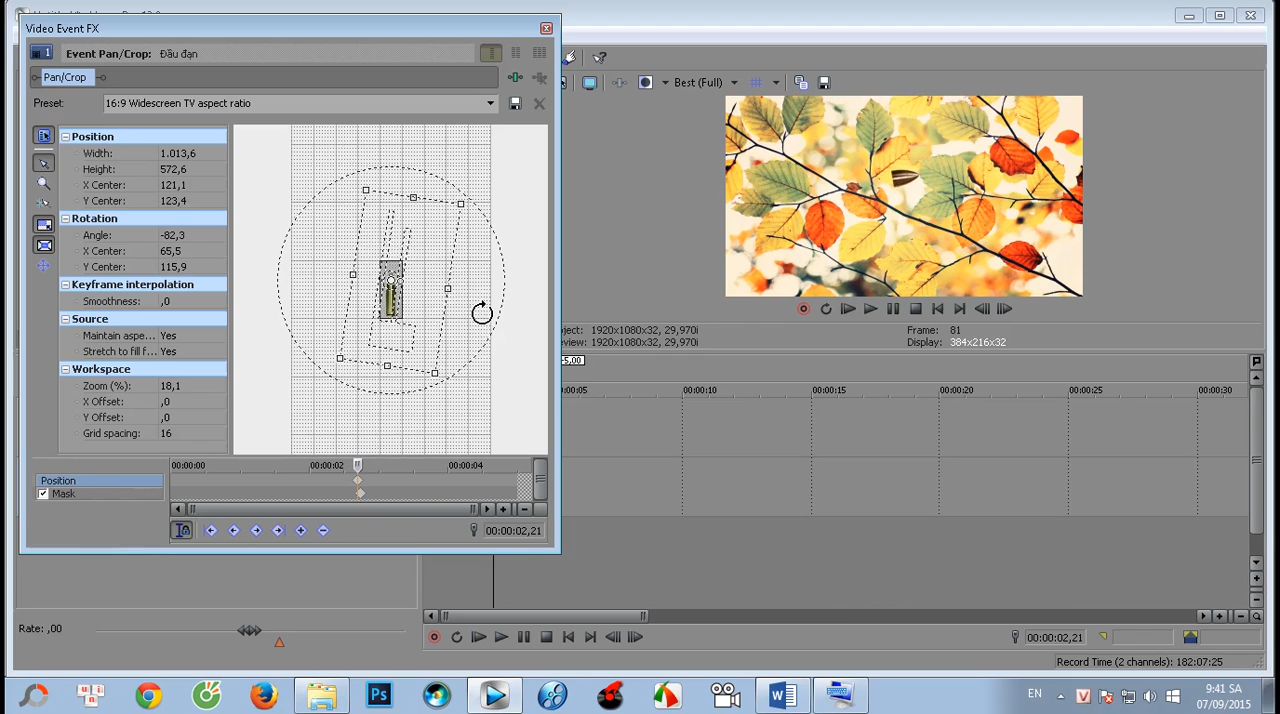 Video Event FX
1
Event Pan/Crop: Đầu đạn
Pan/Crop
Preset: 16:9 Widescreen TV aspect ratio
Best (Full)
Position
Width: 1.013,6
Height: 572,6
X Center: 121,1
Y Center: 123,4
Rotation
Angle: -82,3
X Center: 65,5
Y Center: 115,9
Keyframe interpolation
Smoothness: ,0
Source
Maintain aspe... Yes
Stretch to fill f... Yes
Workspace
Zoom (%): 18,1
X Offset: ,0
Y Offset: ,0
Grid spacing: 16
oject: 1920x1080x32, 29,970i
Frame: 81
eview: 1920x1080x32, 29,970i
Display: 384x216x32
+5,00
00:00:05 00:00:10 00:00:15 00:00:20 00:00:25 00:00:30
00:00:00 00:00:02 00:00:04
Position
Mask
00:00:02,21
Rate: ,00
00:00:02,21
Record Time (2 channels): 182:07:25
Ps
W
EN
V
9:41 SA
07/09/2015